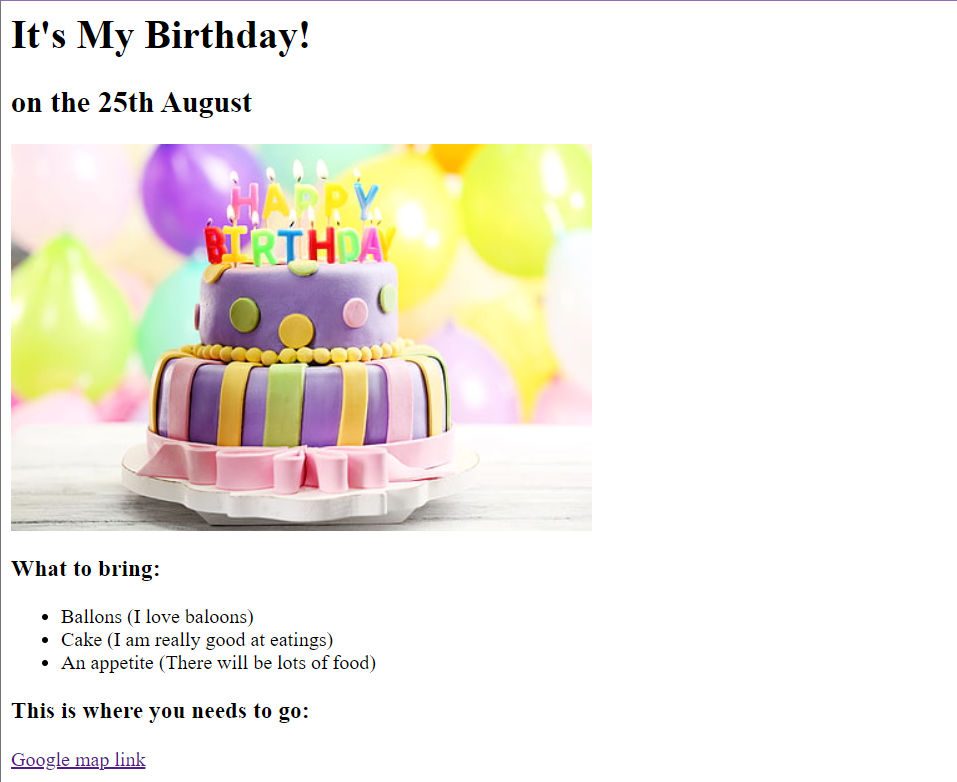 It's My Birthday!
on the 25th August
HAPPY
BIRTHDAY
What to bring:
Ballons (I love baloons)
Cake (I am really good at eatings)
An appetite (There will be lots of food)
This is where you needs to go:
Google map link